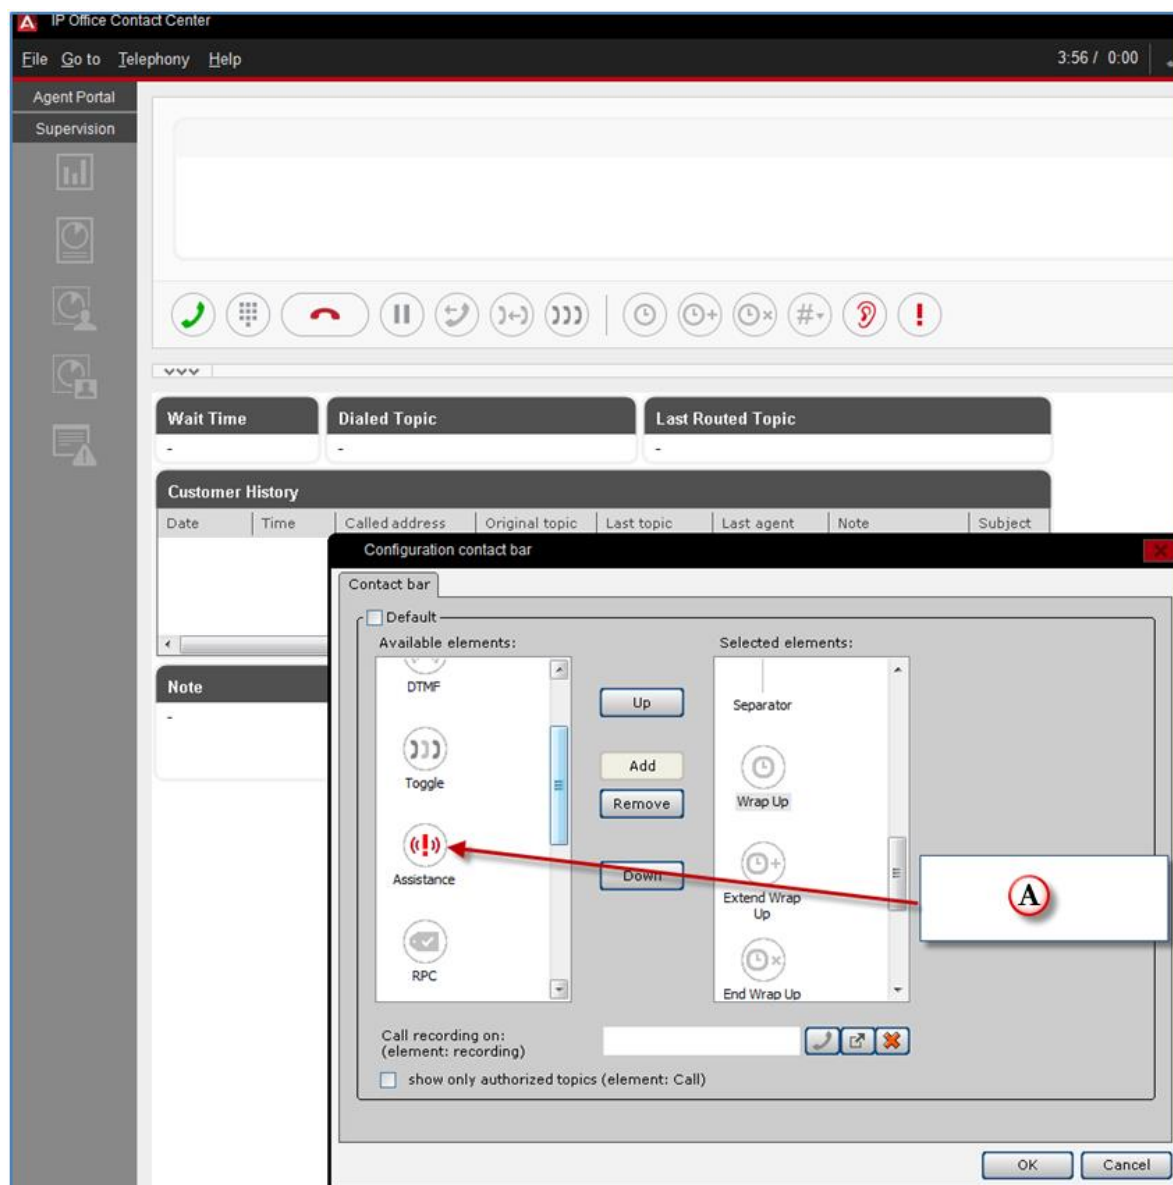 IP Office Contact Center
File Go to Telephony Help 3:56 / 0:00
Agent Portal
Supervision
Wait Time Dialed Topic Last Routed Topic
- - -
Customer History
Date Time Called address Original topic Last topic Last agent Note Subject
Configuration contact bar
Contact bar
Default
Available elements: Selected elements:
DTMF
Toggle
Assistance
RPC
Up
Add
Remove
Down
Separator
Wrap Up
Extend Wrap
Up
End Wrap Up
A
Note
-
Call recording on:
(element: recording)
show only authorized topics (element: Call)
OK Cancel